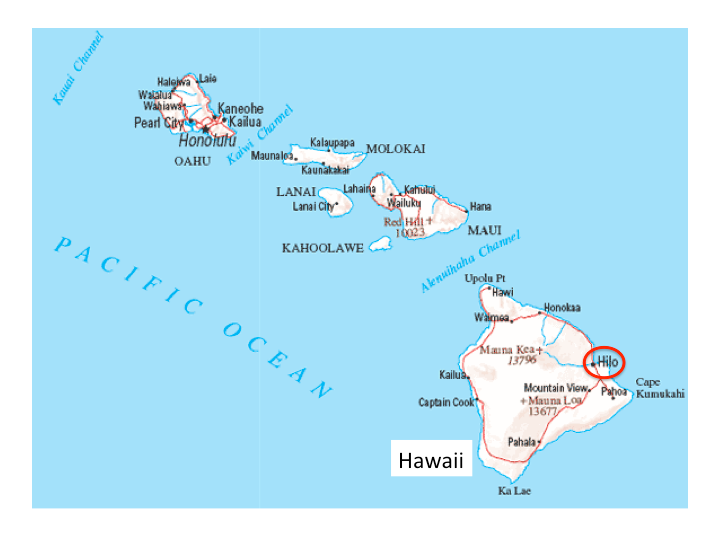 Kauai Channel
Haleiwa
Laie
Waialua
Wahiawa
Kaneohe
Pearl City
Kailua
Honolulu
OAHU
Kaiwi Channel
Kalaupapa
Maunaloa
MOLOKAI
Kaunakakai
LANAI
Lanai City
Lahaina
Kahului
Wailuku
Hana
Red Hill
10023
MAUI
KAHOOLAWE
Alenuihaha Channel
PACIFIC OCEAN
Upolu Pt
Hawi
Honokaa
Waimea
Mauna Kea
13796
Hilo
Kailua
Mountain View
Pahoa
Cape
Kumukahi
Captain Cook
Mauna Loa
13677
Pahala
Hawaii
Ka Lae